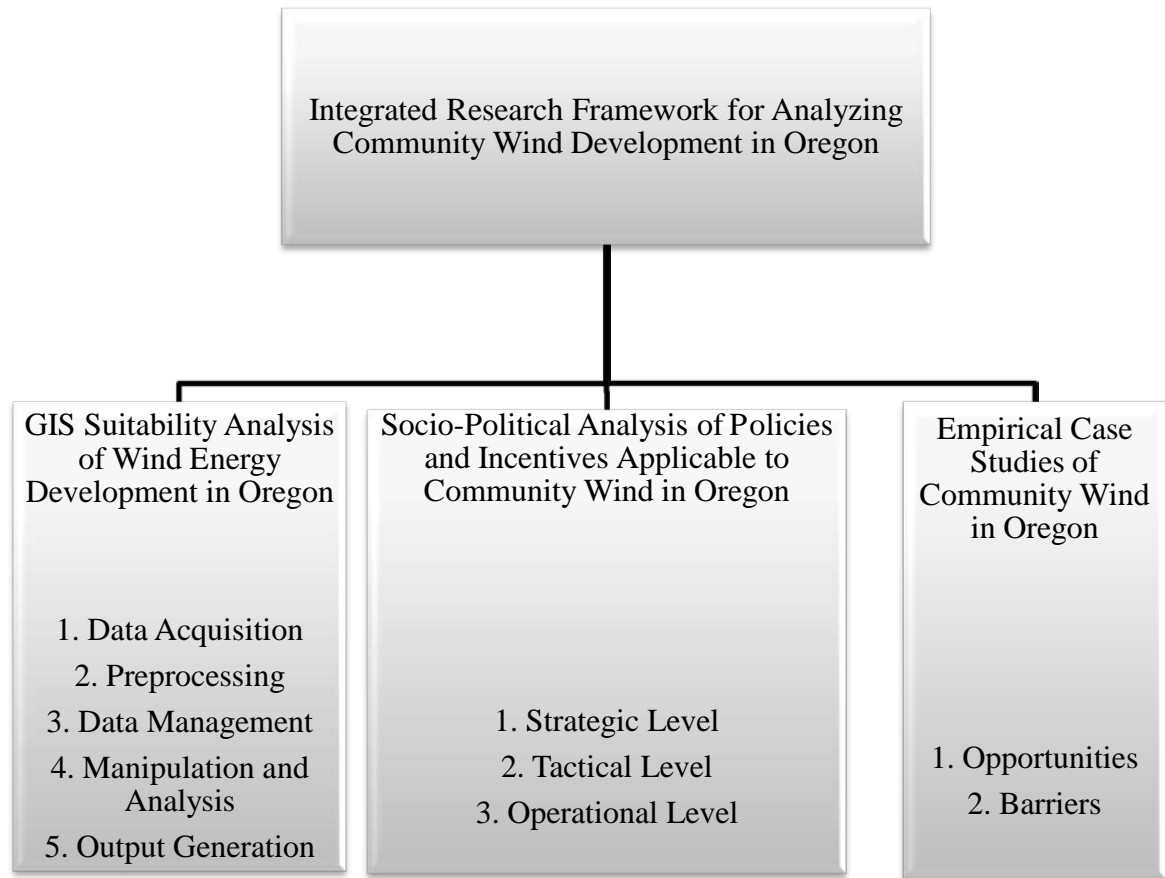 Integrated Research Framework for Analyzing
Community Wind Development in Oregon
GIS Suitability Analysis
of Wind Energy
Development in Oregon
1. Data Acquisition
2. Preprocessing
3. Data Management
4. Manipulation and
Analysis
5. Output Generation
Socio-Political Analysis of Policies
and Incentives Applicable to
Community Wind in Oregon
1. Strategic Level
2. Tactical Level
3. Operational Level
Empirical Case
Studies of
Community Wind
in Oregon
1. Opportunities
2. Barriers